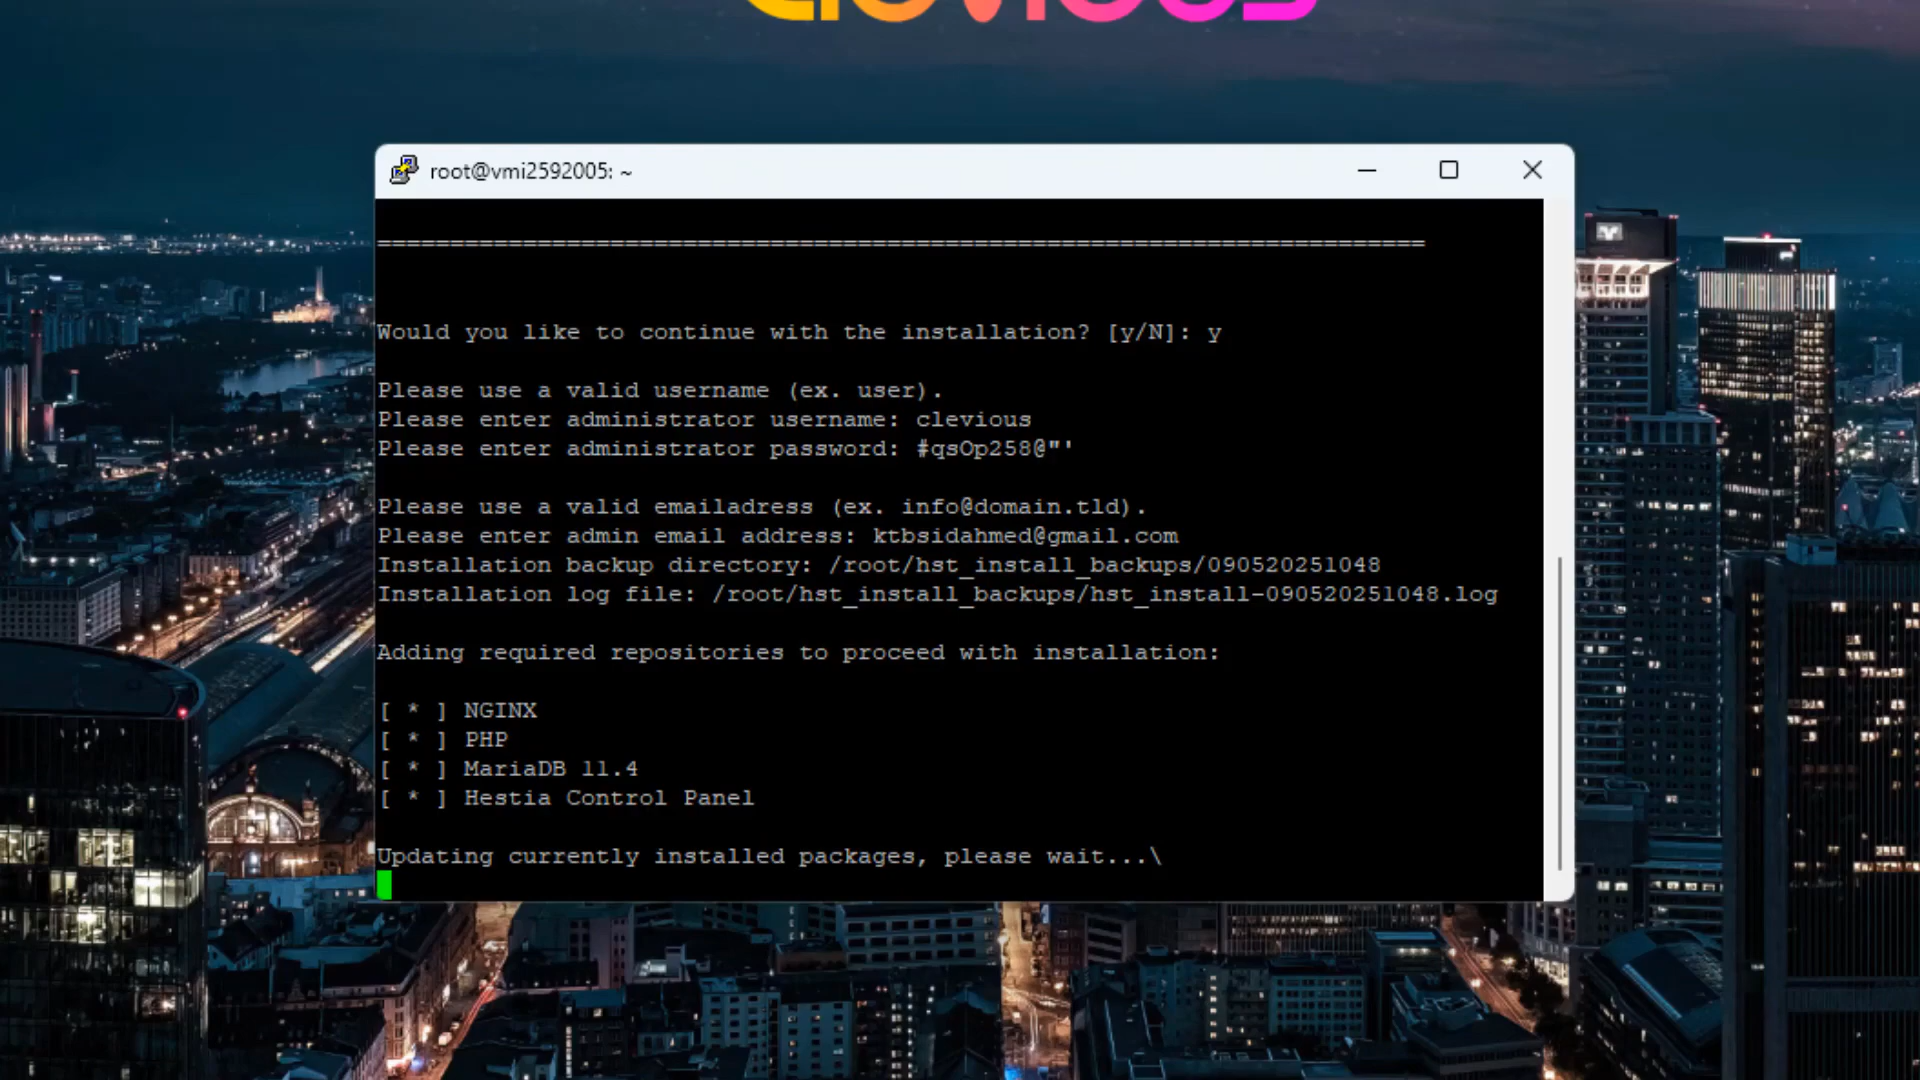 root@vmi2592005: ~
========================================================================
Would you like to continue with the installation? [y/N]: y
Please use a valid username (ex. user).
Please enter administrator username: clevious
Please enter administrator password: #qsOp258@"'
Please use a valid emailadress (ex. info@domain.tld).
Please enter admin email address: ktbsidahmed@gmail.com
Installation backup directory: /root/hst_install_backups/090520251048
Installation log file: /root/hst_install_backups/hst_install-090520251048.log
Adding required repositories to proceed with installation:
[ * ] NGINX
[ * ] PHP
[ * ] MariaDB 11.4
[ * ] Hestia Control Panel
Updating currently installed packages, please wait...\